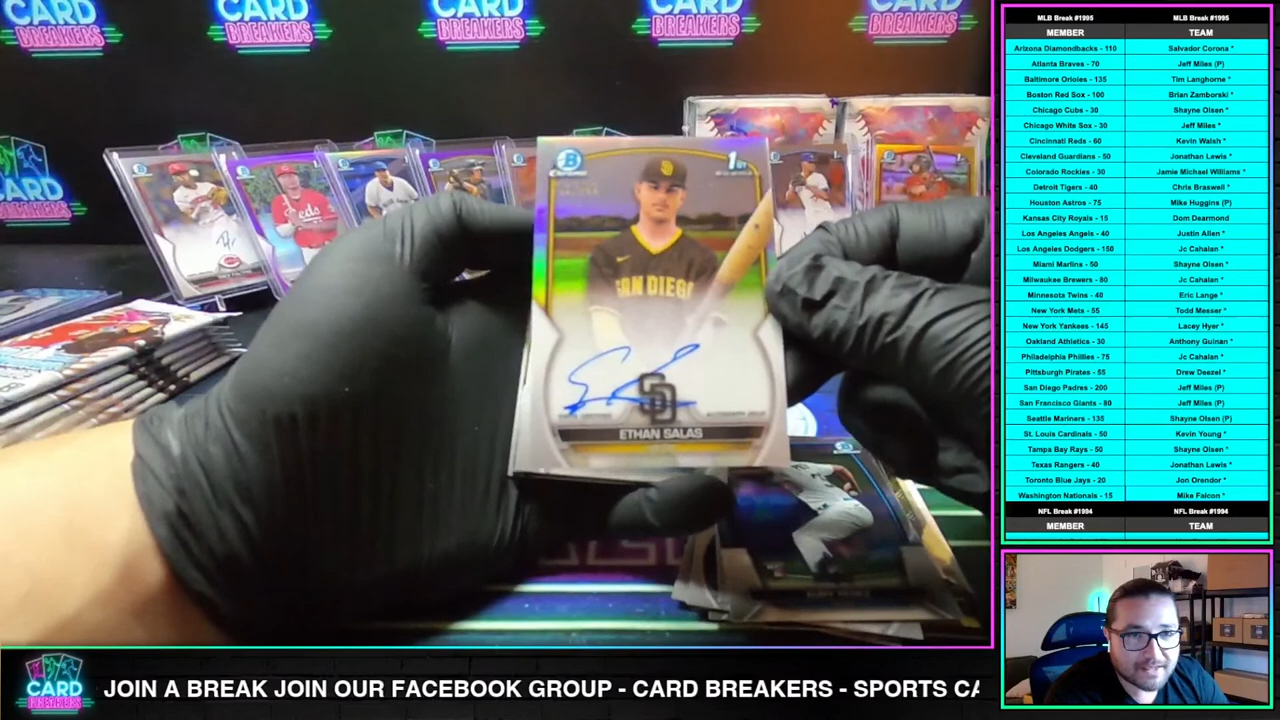 CARD
BREAKERS
CARD
BREAKERS
CARD
BREAKERS
CARD
BREAKERS
CARD
BREAKERS
CARD
BREAKERS
Reds
1ST
SAN DIEGO
SD
ETHAN SALAS
MLB Break #1995 MLB Break #1995
MEMBER TEAM
Arizona Diamondbacks - 110 Salvador Corona *
Atlanta Braves - 70 Jeff Miles (P)
Baltimore Orioles - 135 Tim Langhorne *
Boston Red Sox - 100 Brian Zamborski *
Chicago Cubs - 30 Shayne Olsen *
Chicago White Sox - 30 Jeff Miles *
Cincinnati Reds - 60 Kevin Walsh *
Cleveland Guardians - 50 Jonathan Lewis *
Colorado Rockies - 30 Jamie Michael Williams *
Detroit Tigers - 40 Chris Braswell *
Houston Astros - 75 Mike Huggins (P)
Kansas City Royals - 15 Dom Dearmond
Los Angeles Angels - 40 Justin Allen *
Los Angeles Dodgers - 150 Jc Cahalan *
Miami Marlins - 50 Shayne Olsen *
Milwaukee Brewers - 80 Jc Cahalan *
Minnesota Twins - 40 Eric Lange *
New York Mets - 55 Todd Messer *
New York Yankees - 145 Lacey Hyer *
Oakland Athletics - 30 Anthony Guinan *
Philadelphia Phillies - 75 Jc Cahalan *
Pittsburgh Pirates - 55 Drew Deezel *
San Diego Padres - 200 Jeff Miles (P)
San Francisco Giants - 80 Jeff Miles (P)
Seattle Mariners - 135 Shayne Olsen (P)
St. Louis Cardinals - 50 Kevin Young *
Tampa Bay Rays - 50 Shayne Olsen *
Texas Rangers - 40 Jonathan Lewis *
Toronto Blue Jays - 20 Jon Orendor *
Washington Nationals - 15 Mike Falcon *
NFL Break #1994 NFL Break #1994
MEMBER TEAM
CARD
BREAKERS
JOIN A BREAK JOIN OUR FACEBOOK GROUP - CARD BREAKERS - SPORTS CA